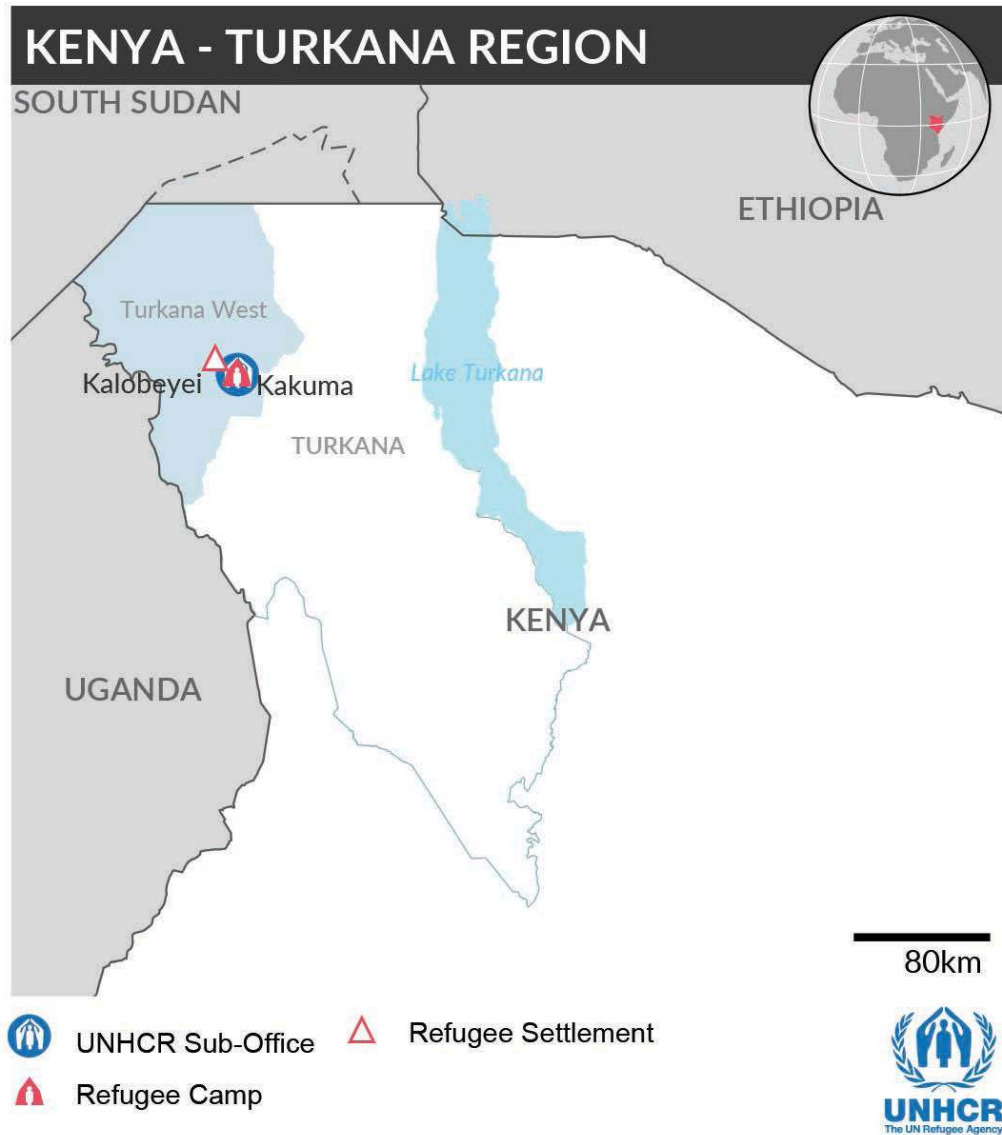 KENYA - TURKANA REGION
SOUTH SUDAN
ETHIOPIA
Turkana West
Lake Turkana
Kalobeyei
Kakuma
TURKANA
KENYA
UGANDA
80km
UNHCR Sub-Office
Refugee Settlement
Refugee Camp
UNHCR
The UN Refugee Agency